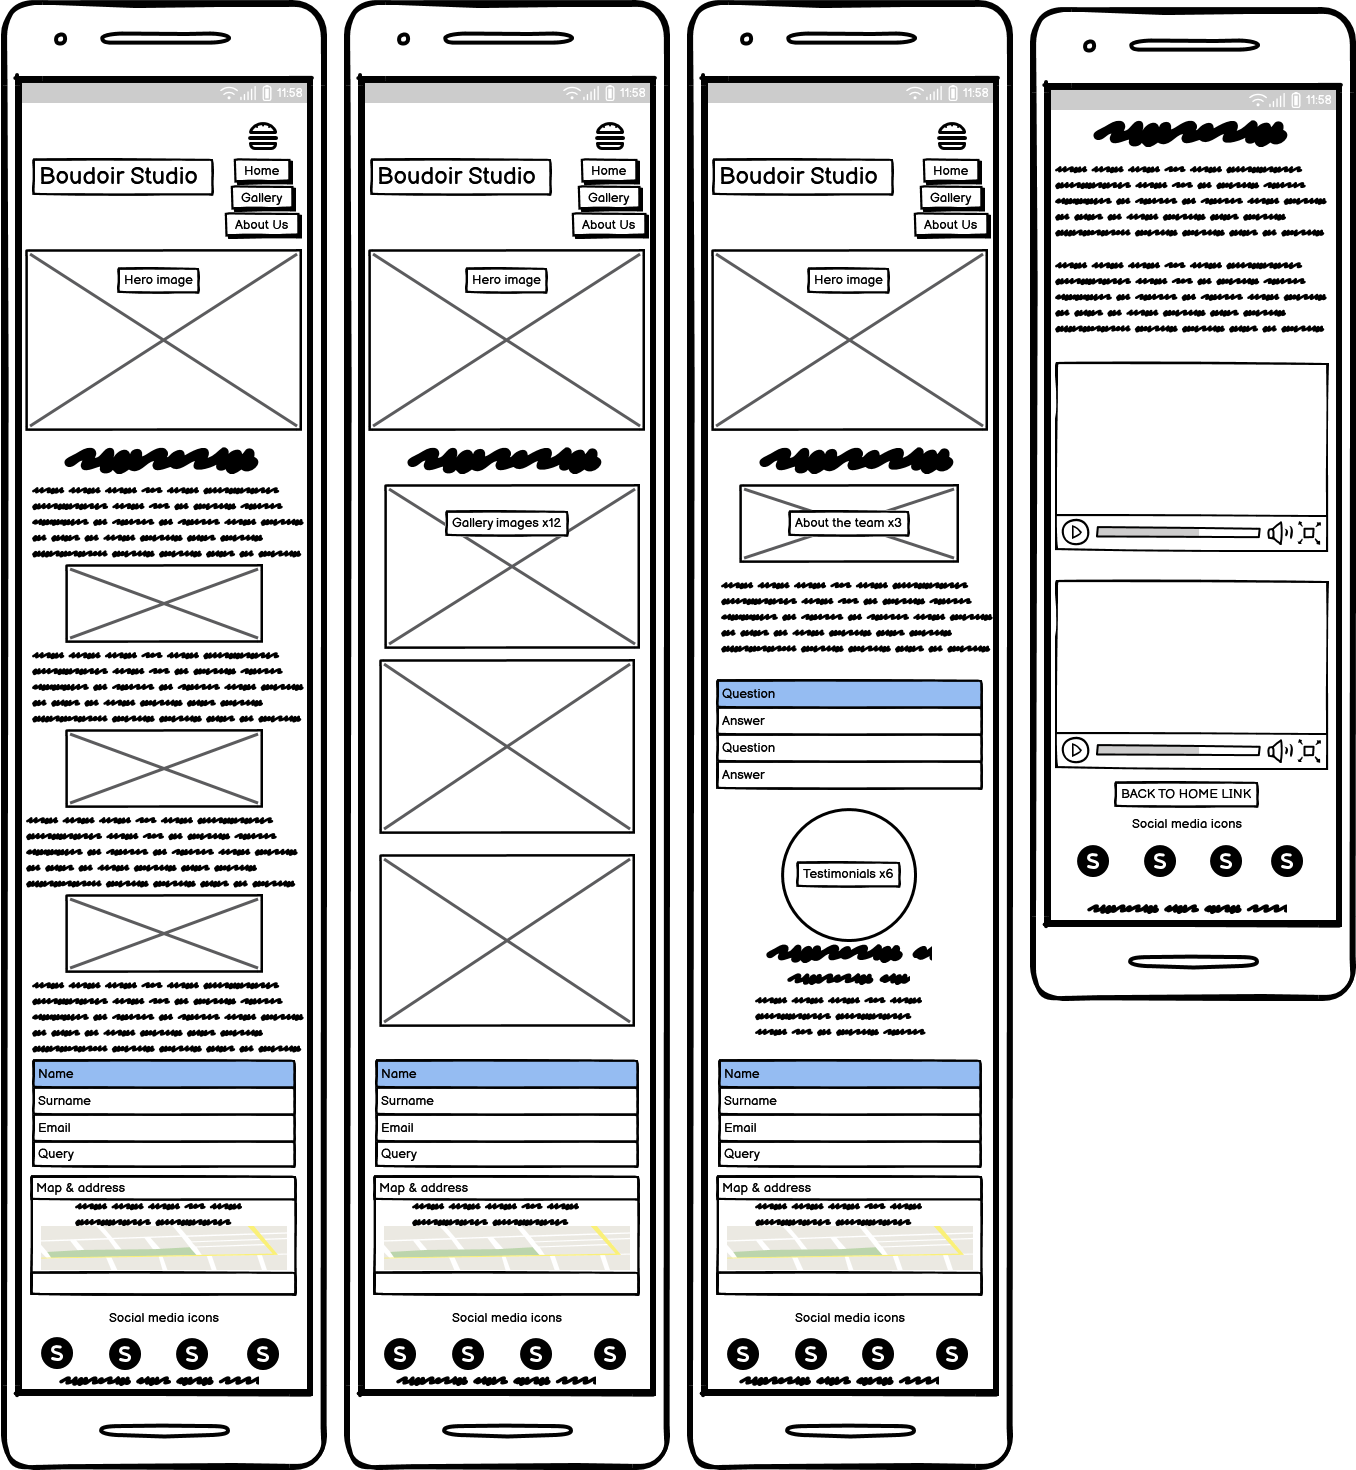 11:58
Boudoir Studio
Home
Gallery
About Us
Hero image
Name
Surname
Email
Query
Map & address
Social media icons
S S S S
11:58
Boudoir Studio
Home
Gallery
About Us
Hero image
Gallery images x12
Name
Surname
Email
Query
Map & address
Social media icons
S S S S
11:58
Boudoir Studio
Home
Gallery
About Us
Hero image
About the team x3
Question
Answer
Question
Answer
Testimonials x6
Name
Surname
Email
Query
Map & address
Social media icons
S S S S
11:58
BACK TO HOME LINK
Social media icons
S S S S